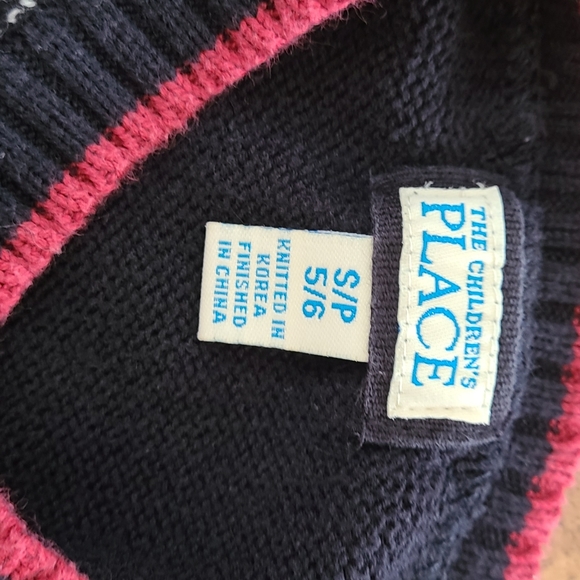 THE CHILDREN'S
PLACE
S/P
5/6
KNITTED IN
KOREA
FINISHED
IN CHINA